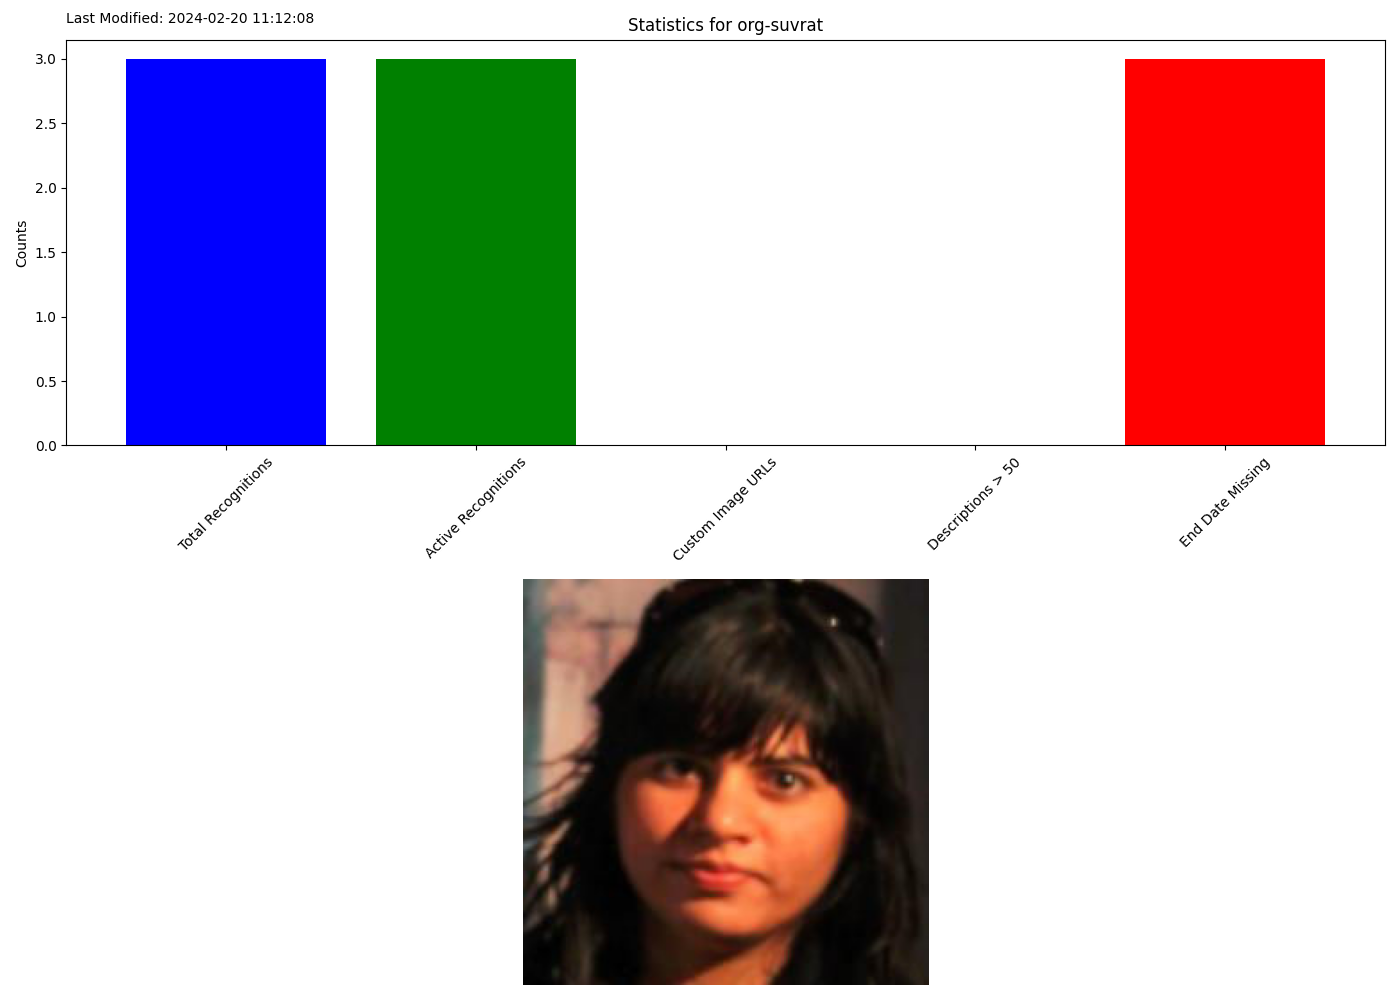 Last Modified: 2024-02-20 11:12:08
Statistics for org-suvrat
Counts
3.0
2.5
2.0
1.5
1.0
0.5
0.0
Total Recognitions
Active Recognitions
Custom Image URLs
Descriptions > 50
End Date Missing